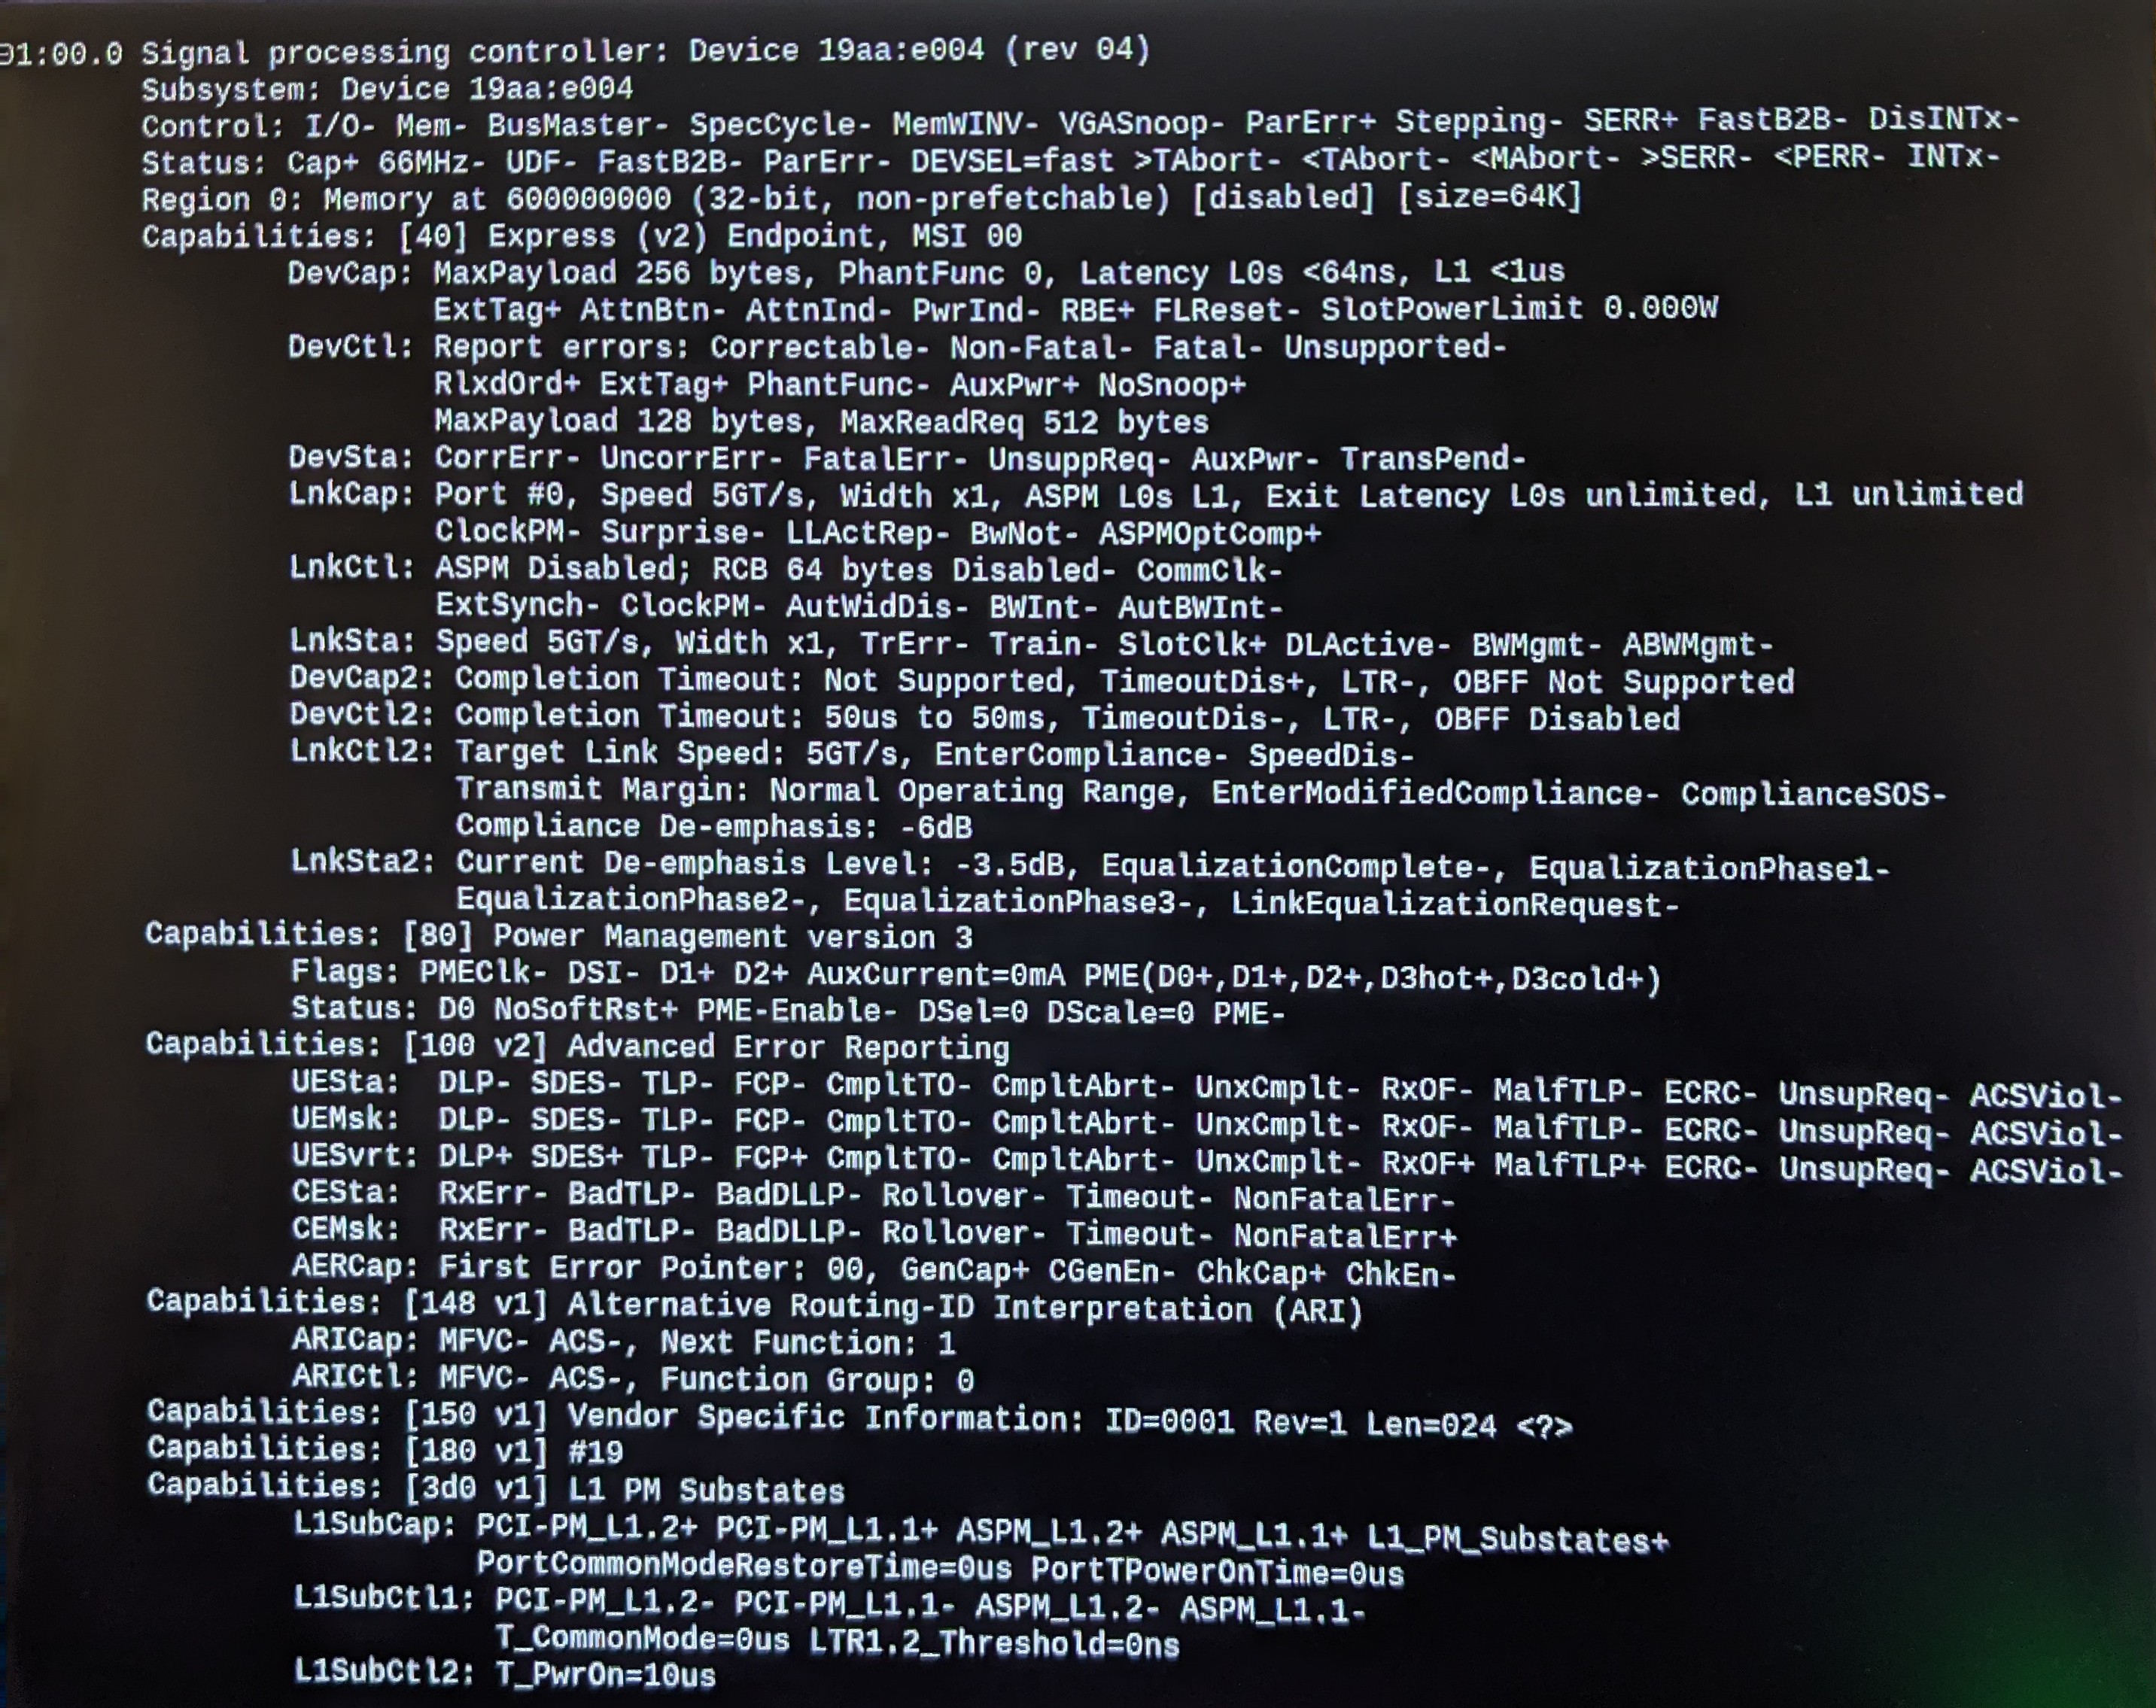 01:00.0 Signal processing controller: Device 19aa:e004 (rev 04)
Subsystem: Device 19aa:e004
Control: I/O- Mem- BusMaster- SpecCycle- MemWINV- VGASnoop- ParErr+ Stepping- SERR+ FastB2B- DisINTx-
Status: Cap+ 66MHz- UDF- FastB2B- ParErr- DEVSEL=fast >TAbort- <TAbort- <MAbort- >SERR- <PERR- INTx-
Region 0: Memory at 600000000 (32-bit, non-prefetchable) [disabled] [size=64K]
Capabilities: [40] Express (v2) Endpoint, MSI 00
DevCap: MaxPayload 256 bytes, PhantFunc 0, Latency L0s <64ns, L1 <1us
ExtTag+ AttnBtn- AttnInd- PwrInd- RBE+ FLReset- SlotPowerLimit 0.000W
DevCtl: Report errors: Correctable- Non-Fatal- Fatal- Unsupported-
RlxdOrd+ ExtTag+ PhantFunc- AuxPwr+ NoSnoop+
MaxPayload 128 bytes, MaxReadReq 512 bytes
DevSta: CorrErr- UncorrErr- FatalErr- UnsuppReq- AuxPwr- TransPend-
LnkCap: Port #0, Speed 5GT/s, Width x1, ASPM L0s L1, Exit Latency L0s unlimited, L1 unlimited
ClockPM- Surprise- LLActRep- BwNot- ASPMOptComp+
LnkCtl: ASPM Disabled; RCB 64 bytes Disabled- CommClk-
ExtSynch- ClockPM- AutWidDis- BWInt- AutBWInt-
LnkSta: Speed 5GT/s, Width x1, TrErr- Train- SlotClk+ DLActive- BWMgmt- ABWMgmt-
DevCap2: Completion Timeout: Not Supported, TimeoutDis+, LTR-, OBFF Not Supported
DevCtl2: Completion Timeout: 50us to 50ms, TimeoutDis-, LTR-, OBFF Disabled
LnkCtl2: Target Link Speed: 5GT/s, EnterCompliance- SpeedDis-
Transmit Margin: Normal Operating Range, EnterModifiedCompliance- ComplianceSOS-
Compliance De-emphasis: -6dB
LnkSta2: Current De-emphasis Level: -3.5dB, EqualizationComplete-, EqualizationPhase1-
EqualizationPhase2-, EqualizationPhase3-, LinkEqualizationRequest-
Capabilities: [80] Power Management version 3
Flags: PMEClk- DSI- D1+ D2+ AuxCurrent=0mA PME(D0+,D1+,D2+,D3hot+,D3cold+)
Status: D0 NoSoftRst+ PME-Enable- DSel=0 DScale=0 PME-
Capabilities: [100 v2] Advanced Error Reporting
UESta: DLP- SDES- TLP- FCP- CmpltTO- CmpltAbrt- UnxCmplt- RxOF- MalfTLP- ECRC- UnsupReq- ACSViol-
UEMsk: DLP- SDES- TLP- FCP- CmpltTO- CmpltAbrt- UnxCmplt- RxOF- MalfTLP- ECRC- UnsupReq- ACSViol-
UESvrt: DLP+ SDES+ TLP- FCP+ CmpltTO- CmpltAbrt- UnxCmplt- RxOF+ MalfTLP+ ECRC- UnsupReq- ACSViol-
CESta: RxErr- BadTLP- BadDLLP- Rollover- Timeout- NonFatalErr-
CEMsk: RxErr- BadTLP- BadDLLP- Rollover- Timeout- NonFatalErr+
AERCap: First Error Pointer: 00, GenCap+ CGenEn- ChkCap+ ChkEn-
Capabilities: [148 v1] Alternative Routing-ID Interpretation (ARI)
ARICap: MFVC- ACS-, Next Function: 1
ARICtl: MFVC- ACS-, Function Group: 0
Capabilities: [150 v1] Vendor Specific Information: ID=0001 Rev=1 Len=024 <?>
Capabilities: [180 v1] #19
Capabilities: [3d0 v1] L1 PM Substates
L1SubCap: PCI-PM_L1.2+ PCI-PM_L1.1+ ASPM_L1.2+ ASPM_L1.1+ L1_PM_Substates+
PortCommonModeRestoreTime=0us PortTPowerOnTime=0us
L1SubCtl1: PCI-PM_L1.2- PCI-PM_L1.1- ASPM_L1.2- ASPM_L1.1-
T_CommonMode=0us LTR1.2_Threshold=0ns
L1SubCtl2: T_PwrOn=10us